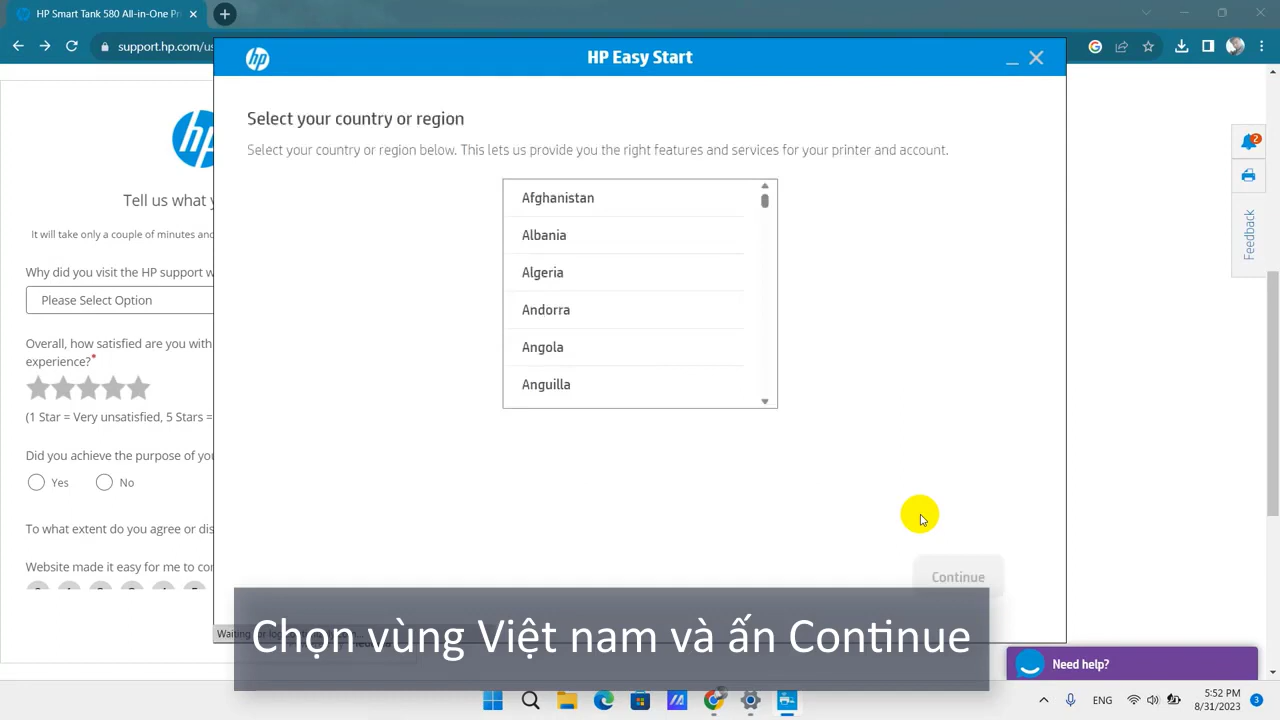 HP Smart Tank 580 All-in-One Pr
support.hp.com/us
HP Easy Start
Select your country or region
Select your country or region below. This lets us provide you the right features and services for your printer and account.
Afghanistan
Albania
Algeria
Andorra
Angola
Anguilla
Continue
hp
Tell us what y
It will take only a couple of minutes and
Why did you visit the HP support w
Please Select Option
Overall, how satisfied are you with
experience?*
(1 Star = Very unsatisfied, 5 Stars =
Did you achieve the purpose of you
Yes
No
To what extent do you agree or dis
Website made it easy for me to con
2
Feedback
Chọn vùng Việt nam và ấn Continue
Need help?
ENG
5:52 PM
8/31/2023
3